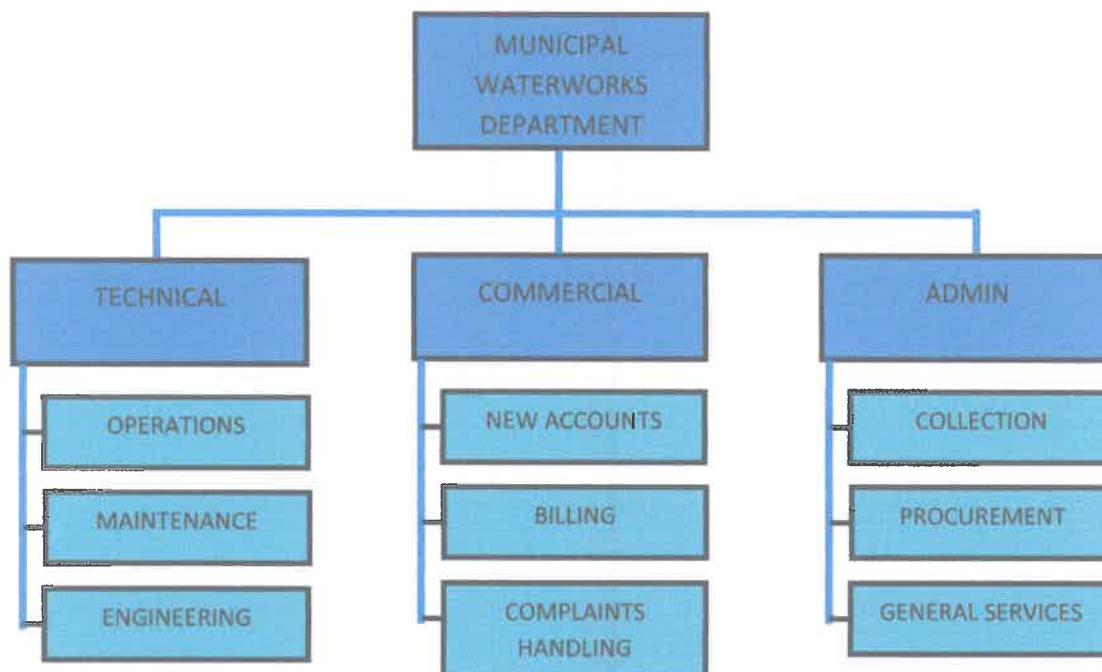 MUNICIPAL
WATERWORKS
DEPARTMENT
TECHNICAL
COMMERCIAL
ADMIN
OPERATIONS
NEW ACCOUNTS
COLLECTION
MAINTENANCE
BILLING
PROCUREMENT
ENGINEERING
COMPLAINTS
HANDLING
GENERAL SERVICES